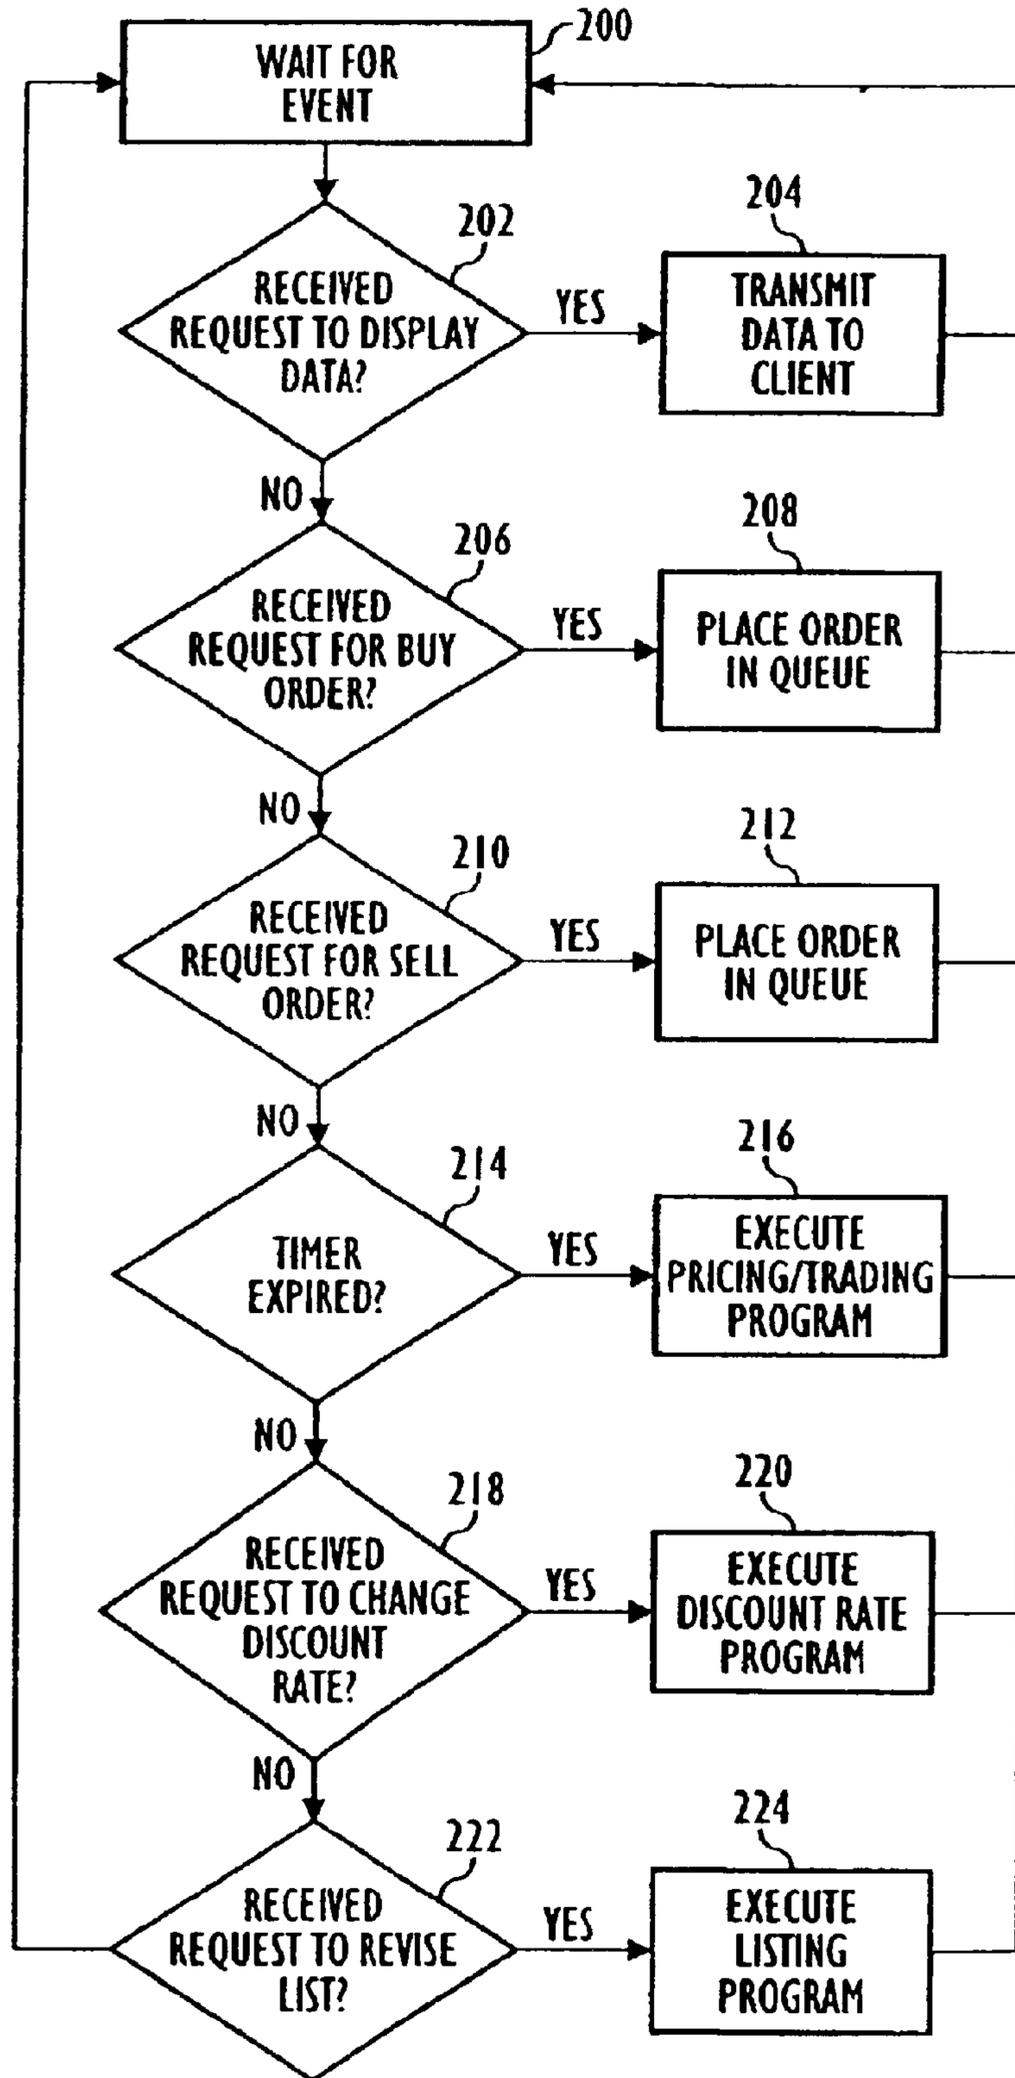 200
WAIT FOR
EVENT
202
RECEIVED
REQUEST TO DISPLAY
DATA?
YES
204
TRANSMIT
DATA TO
CLIENT
NO
206
RECEIVED
REQUEST FOR BUY
ORDER?
YES
208
PLACE ORDER
IN QUEUE
NO
210
RECEIVED
REQUEST FOR SELL
ORDER?
YES
212
PLACE ORDER
IN QUEUE
NO
214
TIMER
EXPIRED?
YES
216
EXECUTE
PRICING/TRADING
PROGRAM
NO
218
RECEIVED
REQUEST TO CHANGE
DISCOUNT
RATE?
YES
220
EXECUTE
DISCOUNT RATE
PROGRAM
NO
222
RECEIVED
REQUEST TO REVISE
LIST?
YES
224
EXECUTE
LISTING
PROGRAM